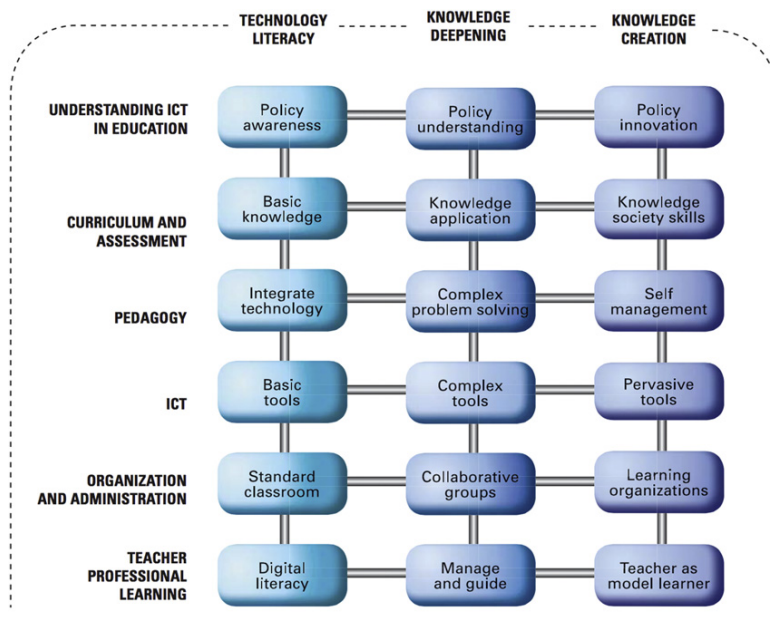 TECHNOLOGY
LITERACY
KNOWLEDGE
DEEPENING
KNOWLEDGE
CREATION
UNDERSTANDING ICT
IN EDUCATION
Policy
awareness
Policy
understanding
Policy
innovation
CURRICULUM AND
ASSESSMENT
Basic
knowledge
Knowledge
application
Knowledge
society skills
PEDAGOGY
Integrate
technology
Complex
problem solving
Self
management
ICT
Basic
tools
Complex
tools
Pervasive
tools
ORGANIZATION
AND ADMINISTRATION
Standard
classroom
Collaborative
groups
Learning
organizations
TEACHER
PROFESSIONAL
LEARNING
Digital
literacy
Manage
and guide
Teacher as
model learner